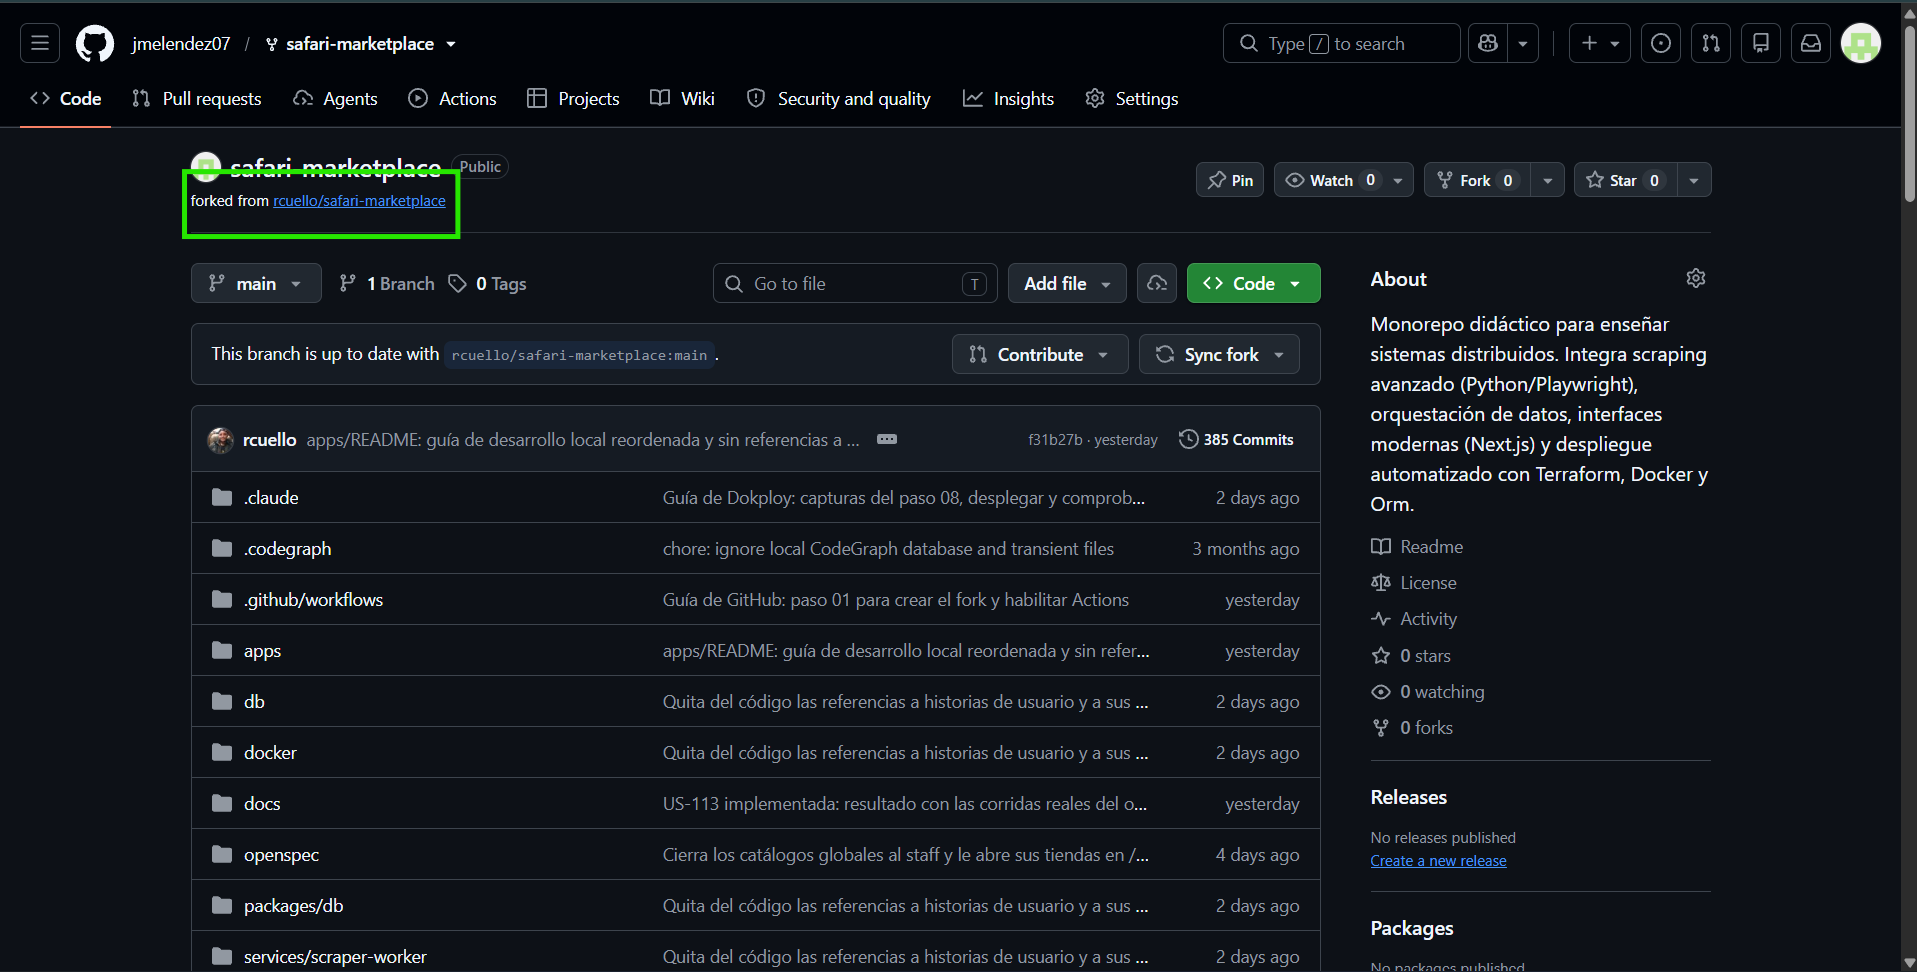 jmelendez07 / safari-marketplace
Type / to search
Code Pull requests Agents Actions Projects Wiki Security and quality Insights Settings
safari-marketplace Public
forked from rcuello/safari-marketplace
Pin Watch 0 Fork 0 Star 0
main 1 Branch 0 Tags Go to file T Add file Code
This branch is up to date with rcuello/safari-marketplace:main .
Contribute Sync fork
rcuello apps/README: guía de desarrollo local reordenada y sin referencias a ... f31b27b · yesterday 385 Commits
.claude Guía de Dokploy: capturas del paso 08, desplegar y comprob... 2 days ago
.codegraph chore: ignore local CodeGraph database and transient files 3 months ago
.github/workflows Guía de GitHub: paso 01 para crear el fork y habilitar Actions yesterday
apps apps/README: guía de desarrollo local reordenada y sin refer... yesterday
db Quita del código las referencias a historias de usuario y a sus ... 2 days ago
docker Quita del código las referencias a historias de usuario y a sus ... 2 days ago
docs US-113 implementada: resultado con las corridas reales del o... yesterday
openspec Cierra los catálogos globales al staff y le abre sus tiendas en /... 4 days ago
packages/db Quita del código las referencias a historias de usuario y a sus ... 2 days ago
services/scraper-worker Quita del código las referencias a historias de usuario y a sus ... 2 days ago
About
Monorepo didáctico para enseñar
sistemas distribuidos. Integra scraping
avanzado (Python/Playwright),
orquestación de datos, interfaces
modernas (Next.js) y despliegue
automatizado con Terraform, Docker y
Orm.
Readme
License
Activity
0 stars
0 watching
0 forks
Releases
No releases published
Create a new release
Packages
No packages published